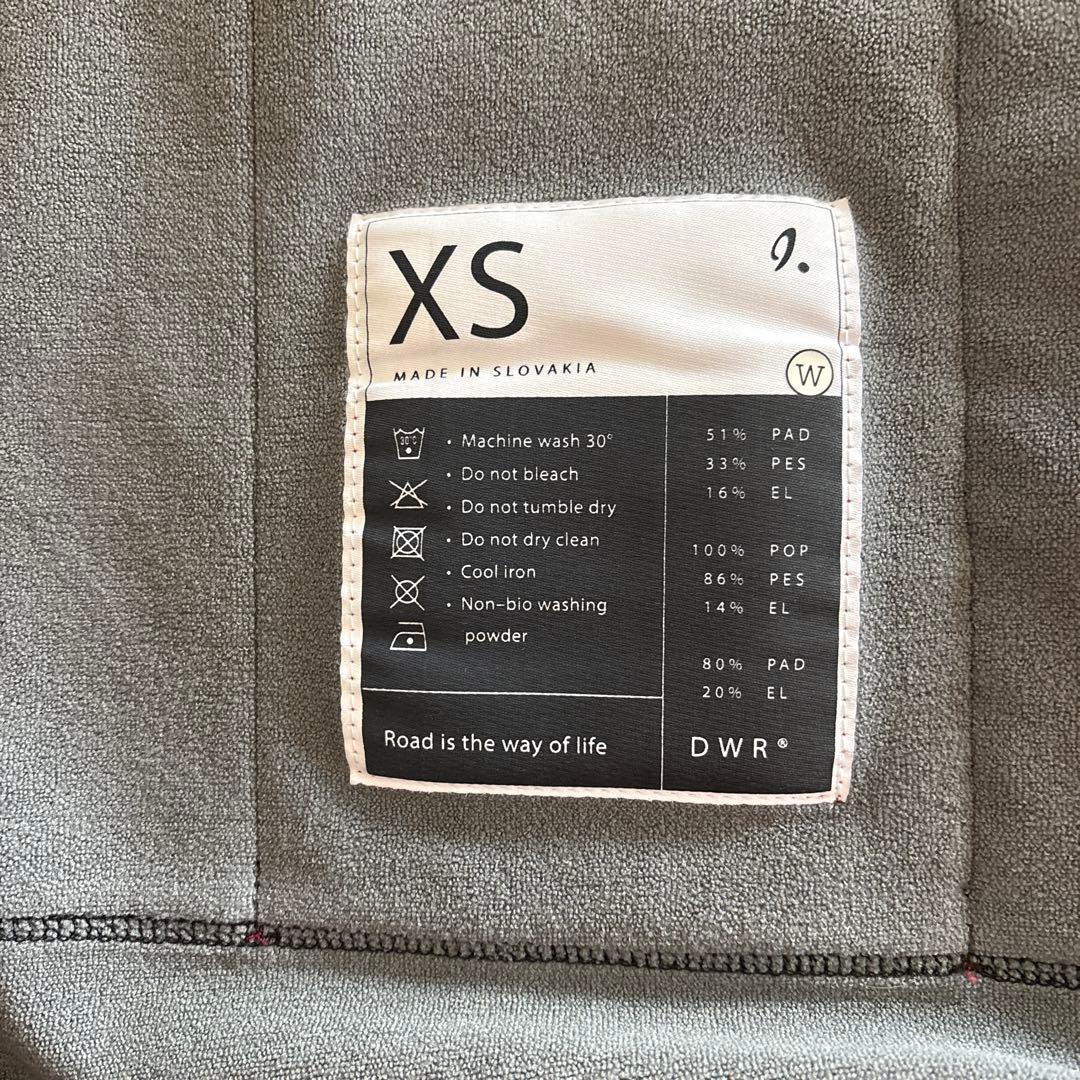 XS
J.
MADE IN SLOVAKIA
W
30°C
• Machine wash 30°
• Do not bleach
• Do not tumble dry
• Do not dry clean
• Cool iron
• Non-bio washing
powder
51% PAD
33% PES
16% EL
100% POP
86% PES
14% EL
80% PAD
20% EL
Road is the way of life
DWR®